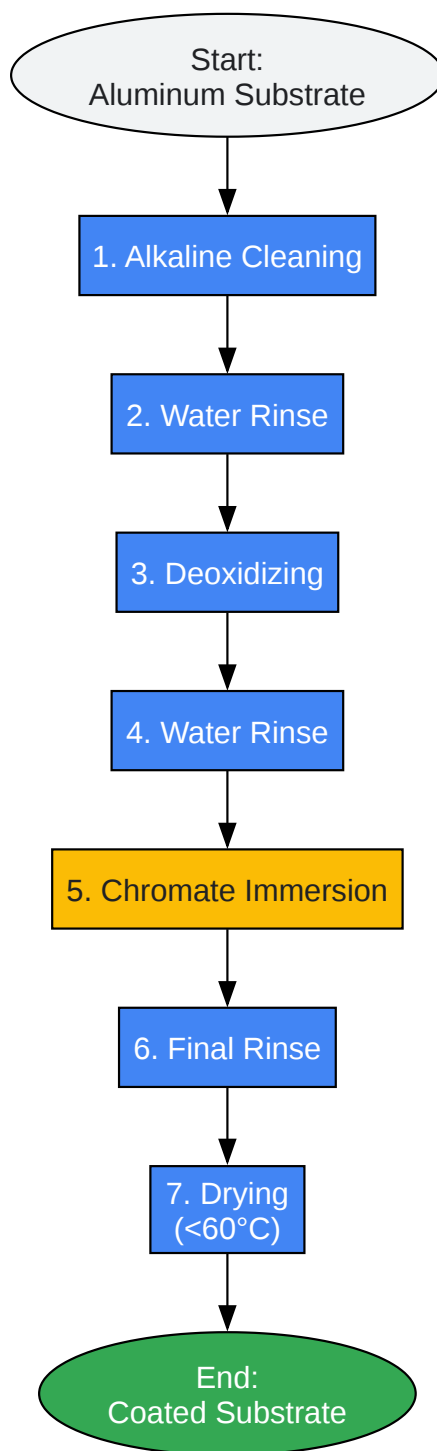 Start:
Aluminum Substrate
1. Alkaline Cleaning
2. Water Rinse
3. Deoxidizing
4. Water Rinse
5. Chromate Immersion
6. Final Rinse
7. Drying
(<60°C)
End:
Coated Substrate